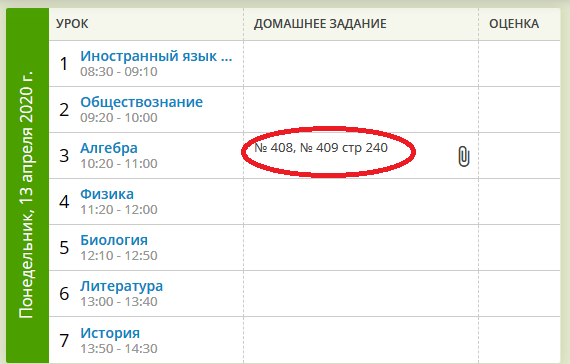 УРОК ДОМАШНЕЕ ЗАДАНИЕ ОЦЕНКА
Понедельник, 13 апреля 2020 г.
1 Иностранный язык ...
08:30 - 09:10
2 Обществознание
09:20 - 10:00
3 Алгебра № 408, № 409 стр 240
10:20 - 11:00
4 Физика
11:20 - 12:00
5 Биология
12:10 - 12:50
6 Литература
13:00 - 13:40
7 История
13:50 - 14:30